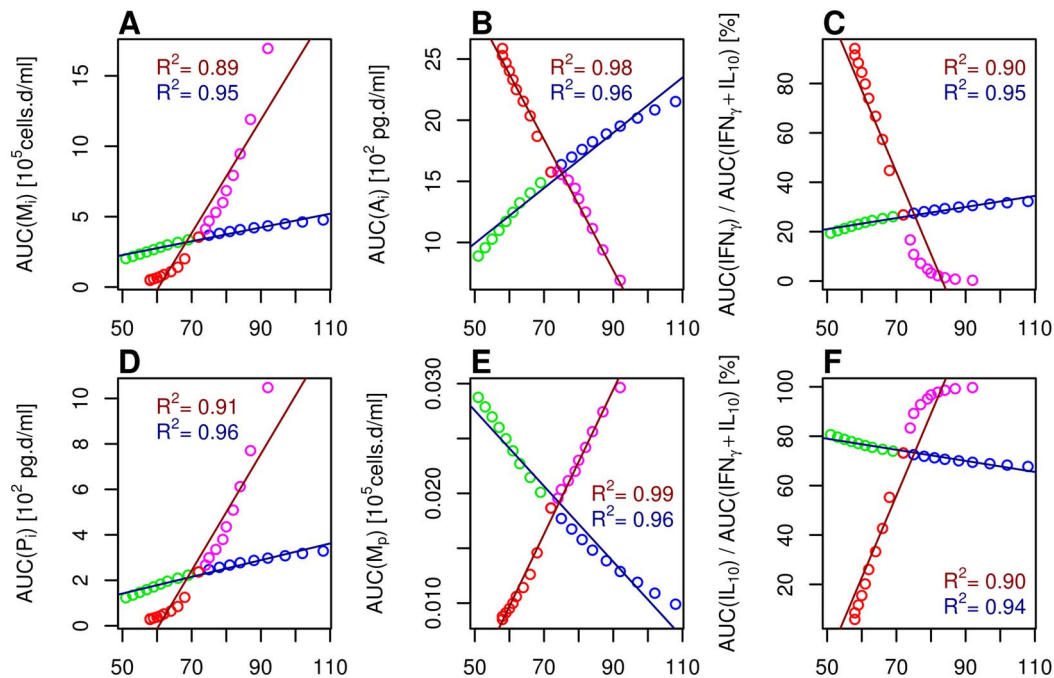 A
AUC(Mᵢ) [10⁵cells.d/ml]
15
10
5
0
R²= 0.89
R²= 0.95
50 70 90 110
B
AUC(Aᵢ) [10² pg.d/ml]
25
20
15
10
R²= 0.98
R²= 0.96
50 70 90 110
C
AUC(IFNγ) / AUC(IFNγ + IL₁₀) [%]
80
60
40
20
0
R²= 0.90
R²= 0.95
50 70 90 110
D
AUC(Pᵢ) [10² pg.d/ml]
10
8
6
4
2
0
R²= 0.91
R²= 0.96
50 70 90 110
E
AUC(Mₚ) [10⁵cells.d/ml]
0.030
0.020
0.010
R²= 0.99
R²= 0.96
50 70 90 110
F
AUC(IL₁₀) / AUC(IFNγ + IL₁₀) [%]
100
80
60
40
20
R²= 0.90
R²= 0.94
50 70 90 110